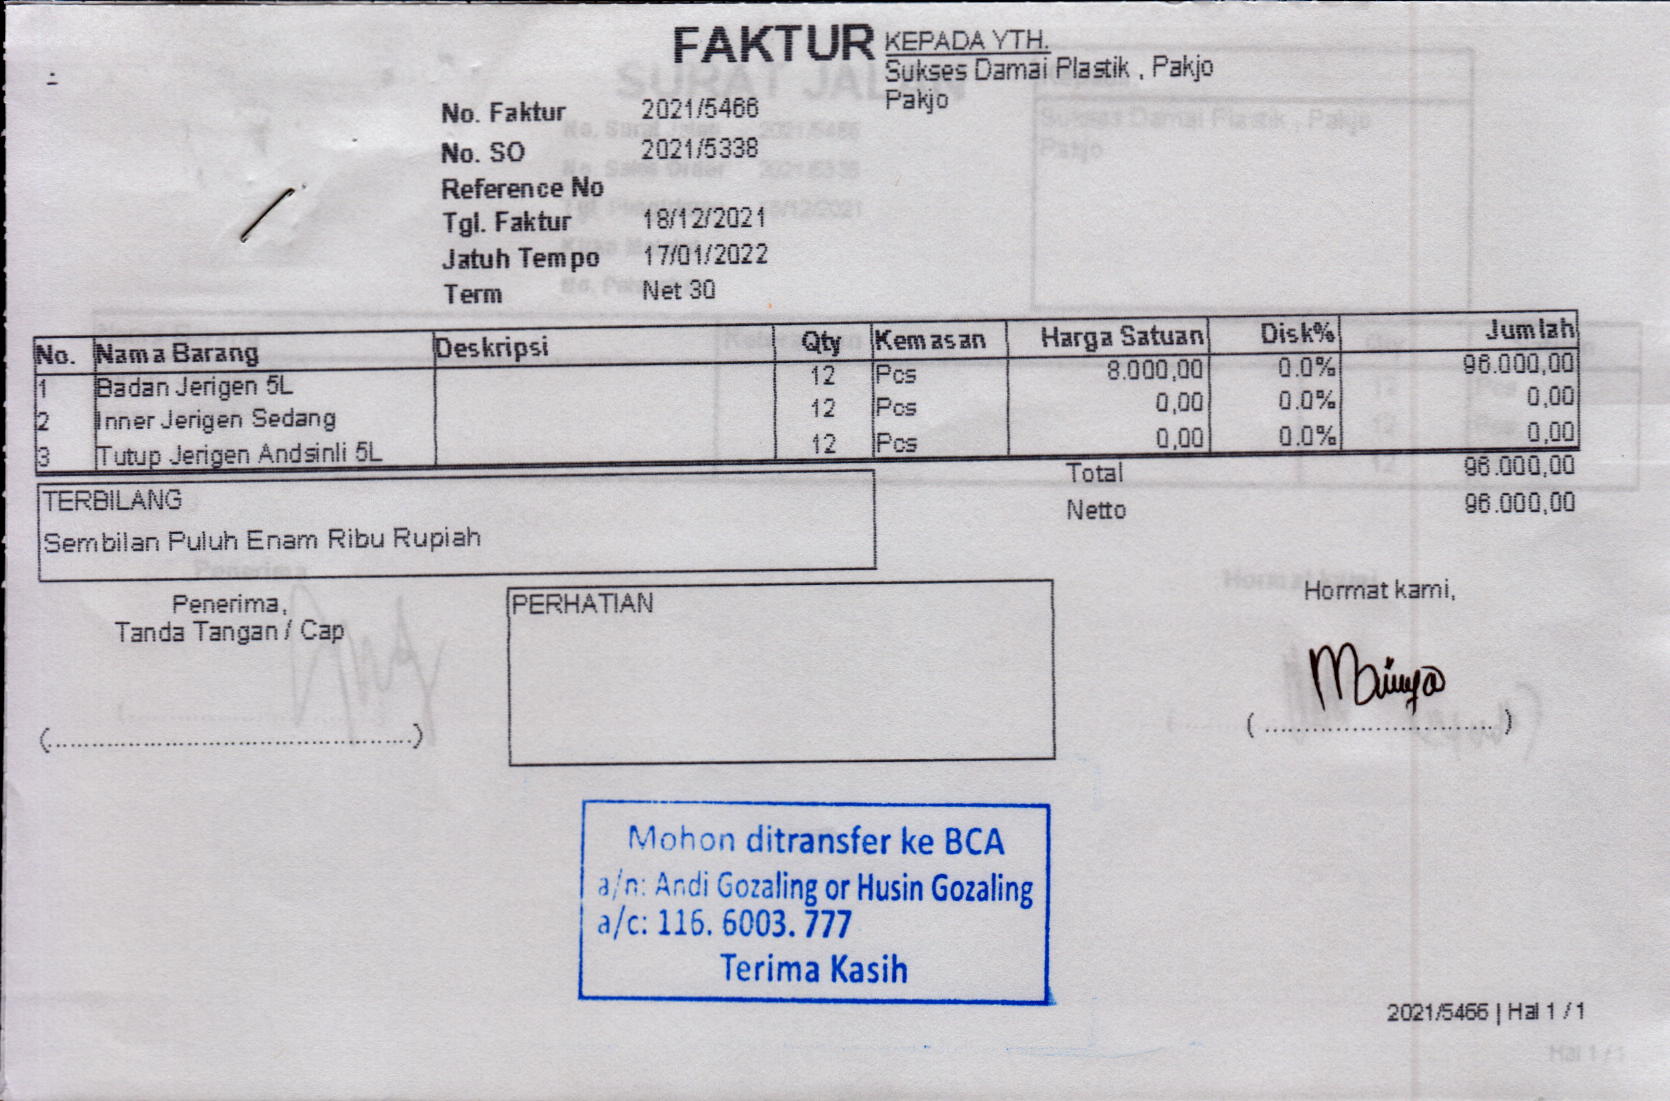 FAKTUR
KEPADA YTH.
Sukses Damai Plastik , Pakjo
Pakjo
No. Faktur 2021/5466
No. SO 2021/5338
Reference No
Tgl. Faktur 18/12/2021
Jatuh Tempo 17/01/2022
Term Net 30
No. Nama Barang Deskripsi Qty Kemasan Harga Satuan Disk% Jumlah
1 Badan Jerigen 5L 12 Pcs 8.000,00 0.0% 96.000,00
2 Inner Jerigen Sedang 12 Pcs 0,00 0.0% 0,00
3 Tutup Jerigen Andsinli 5L 12 Pcs 0,00 0.0% 0,00
Total 96.000,00
Netto 96.000,00
TERBILANG
Sembilan Puluh Enam Ribu Rupiah
Penerima,
Tanda Tangan / Cap
(................................................)
PERHATIAN
Hormat kami,
(................................)
Mohon ditransfer ke BCA
a/n: Andi Gozaling or Husin Gozaling
a/c: 116. 6003. 777
Terima Kasih
2021/5466 | Hal 1 / 1